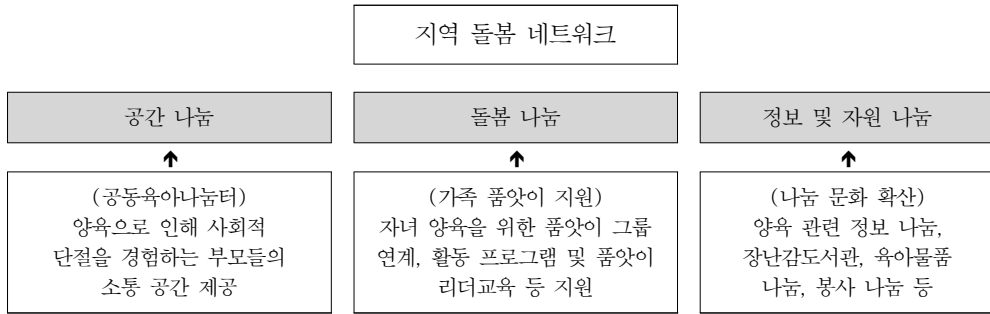 지역 돌봄 네트워크
공간 나눔
돌봄 나눔
정보 및 자원 나눔
(공동육아나눔터)
양육으로 인해 사회적
단절을 경험하는 부모들의
소통 공간 제공
(가족 품앗이 지원)
자녀 양육을 위한 품앗이 그룹
연계, 활동 프로그램 및 품앗이
리더교육 등 지원
(나눔 문화 확산)
양육 관련 정보 나눔,
장난감도서관, 육아물품
나눔, 봉사 나눔 등